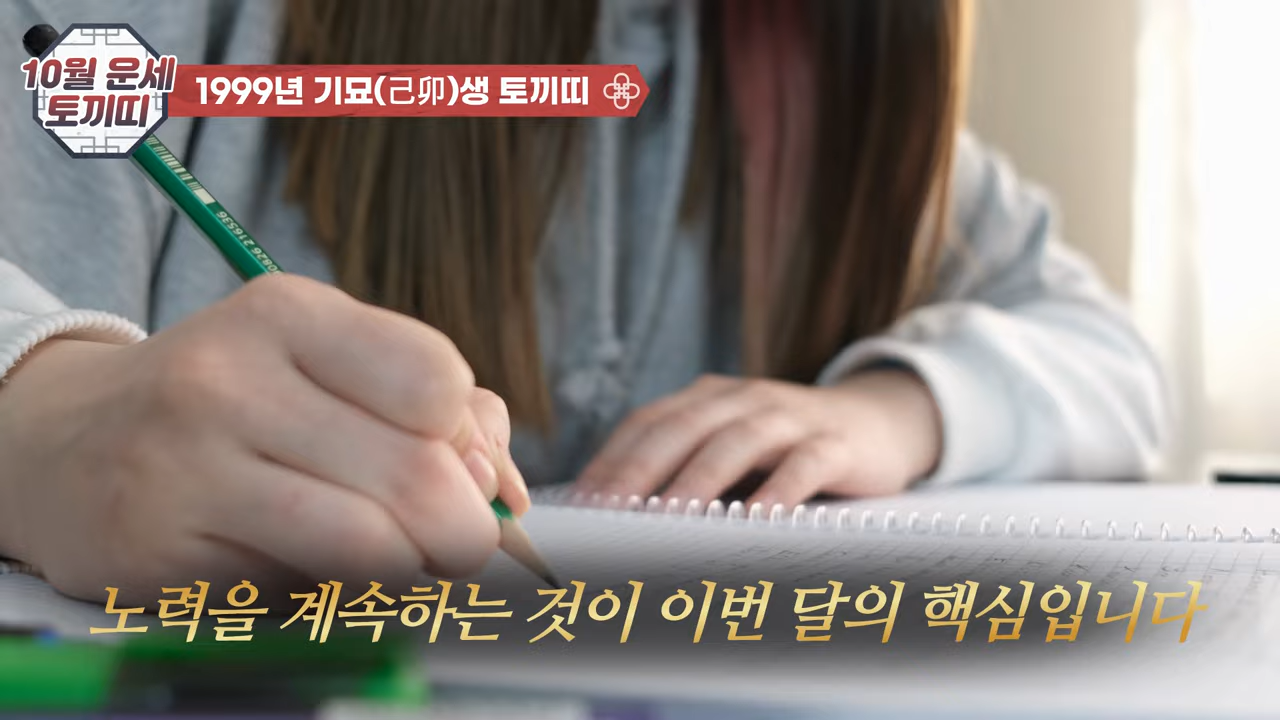 10월 운세
토끼띠
1999년 기묘(己卯)생 토끼띠
0826 216536
노력을 계속하는 것이 이번 달의 핵심입니다